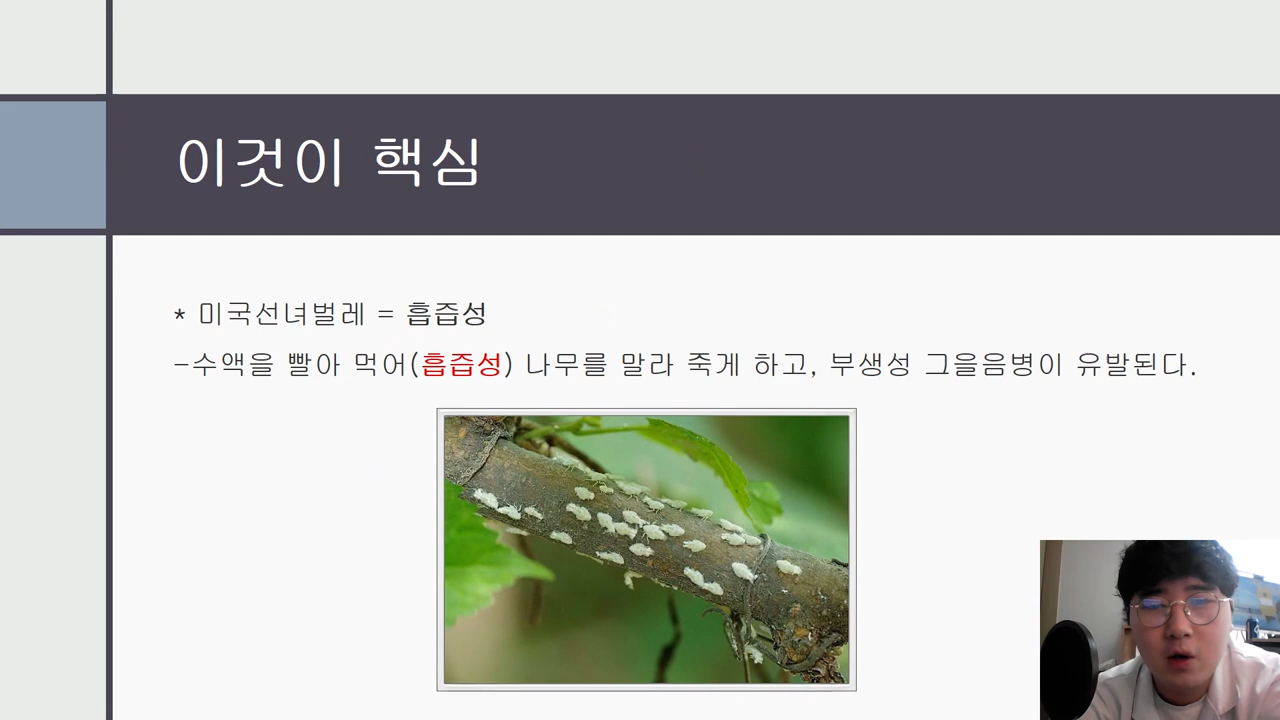 이것이 핵심
* 미국선녀벌레 = 흡즙성
-수액을 빨아 먹어(흡즙성) 나무를 말라 죽게 하고, 부생성 그을음병이 유발된다.